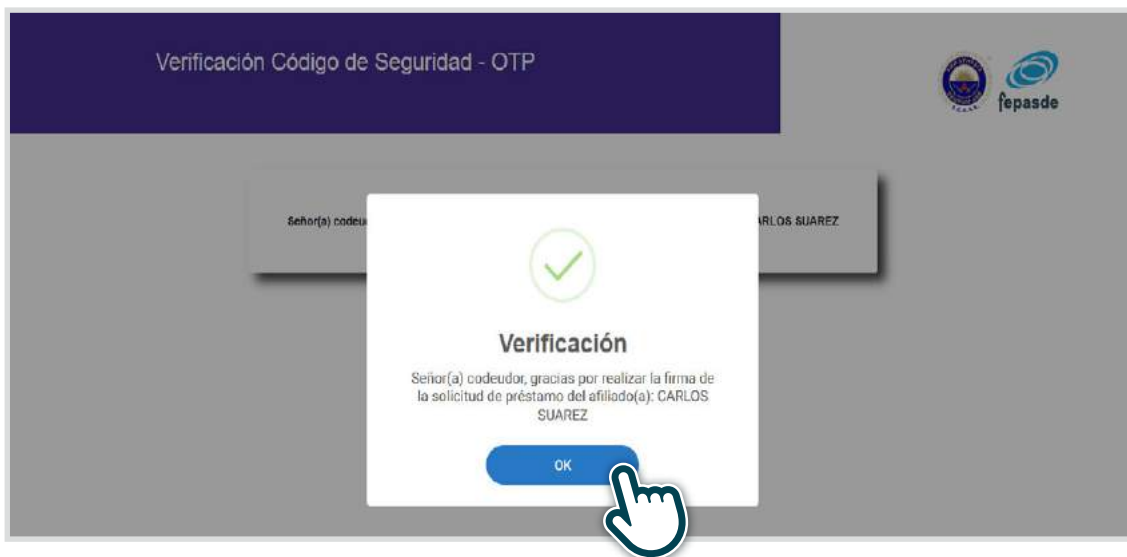 Verificación Código de Seguridad - OTP
fepasde
Señor(a) codeu
ARLOS SUAREZ
Verificación
Señor(a) codeudor, gracias por realizar la firma de
la solicitud de préstamo del afiliado(a): CARLOS
SUAREZ
OK